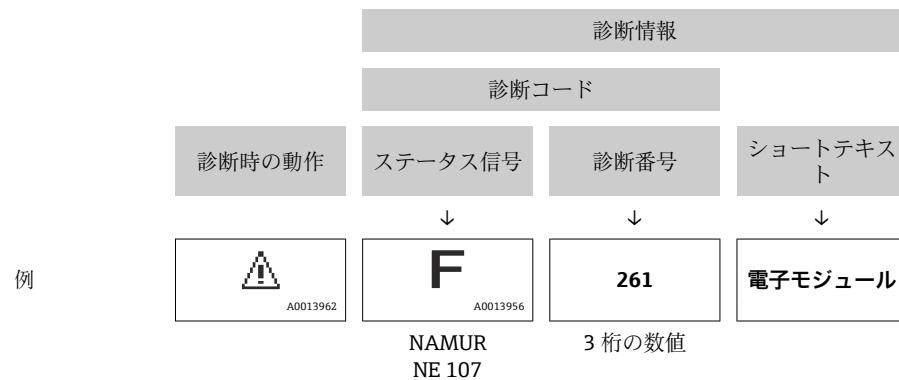 診断情報
診断コード
診断時の動作
ステータス信号
診断番号
ショートテキス
ト
↓
↓
↓
例
A0013962
F
A0013956
261
電子モジュール
NAMUR
NE 107
3 桁の数値